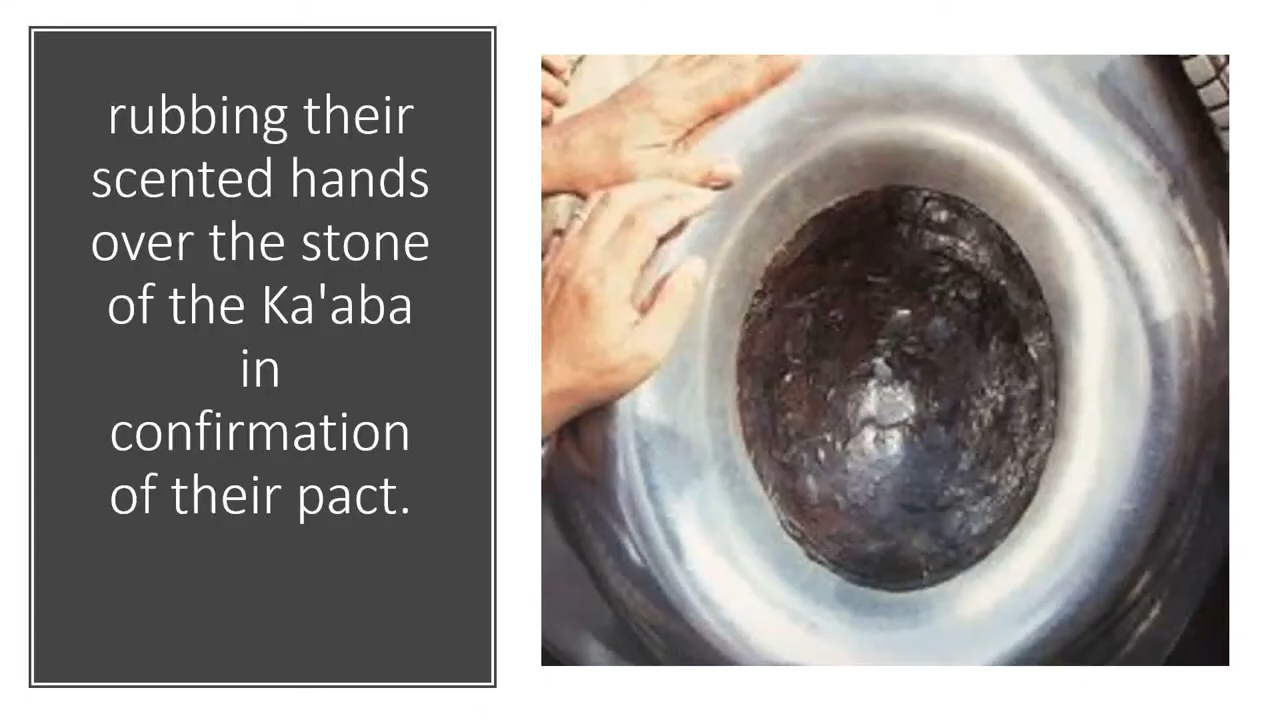 rubbing their
scented hands
over the stone
of the Ka'aba
in
confirmation
of their pact.